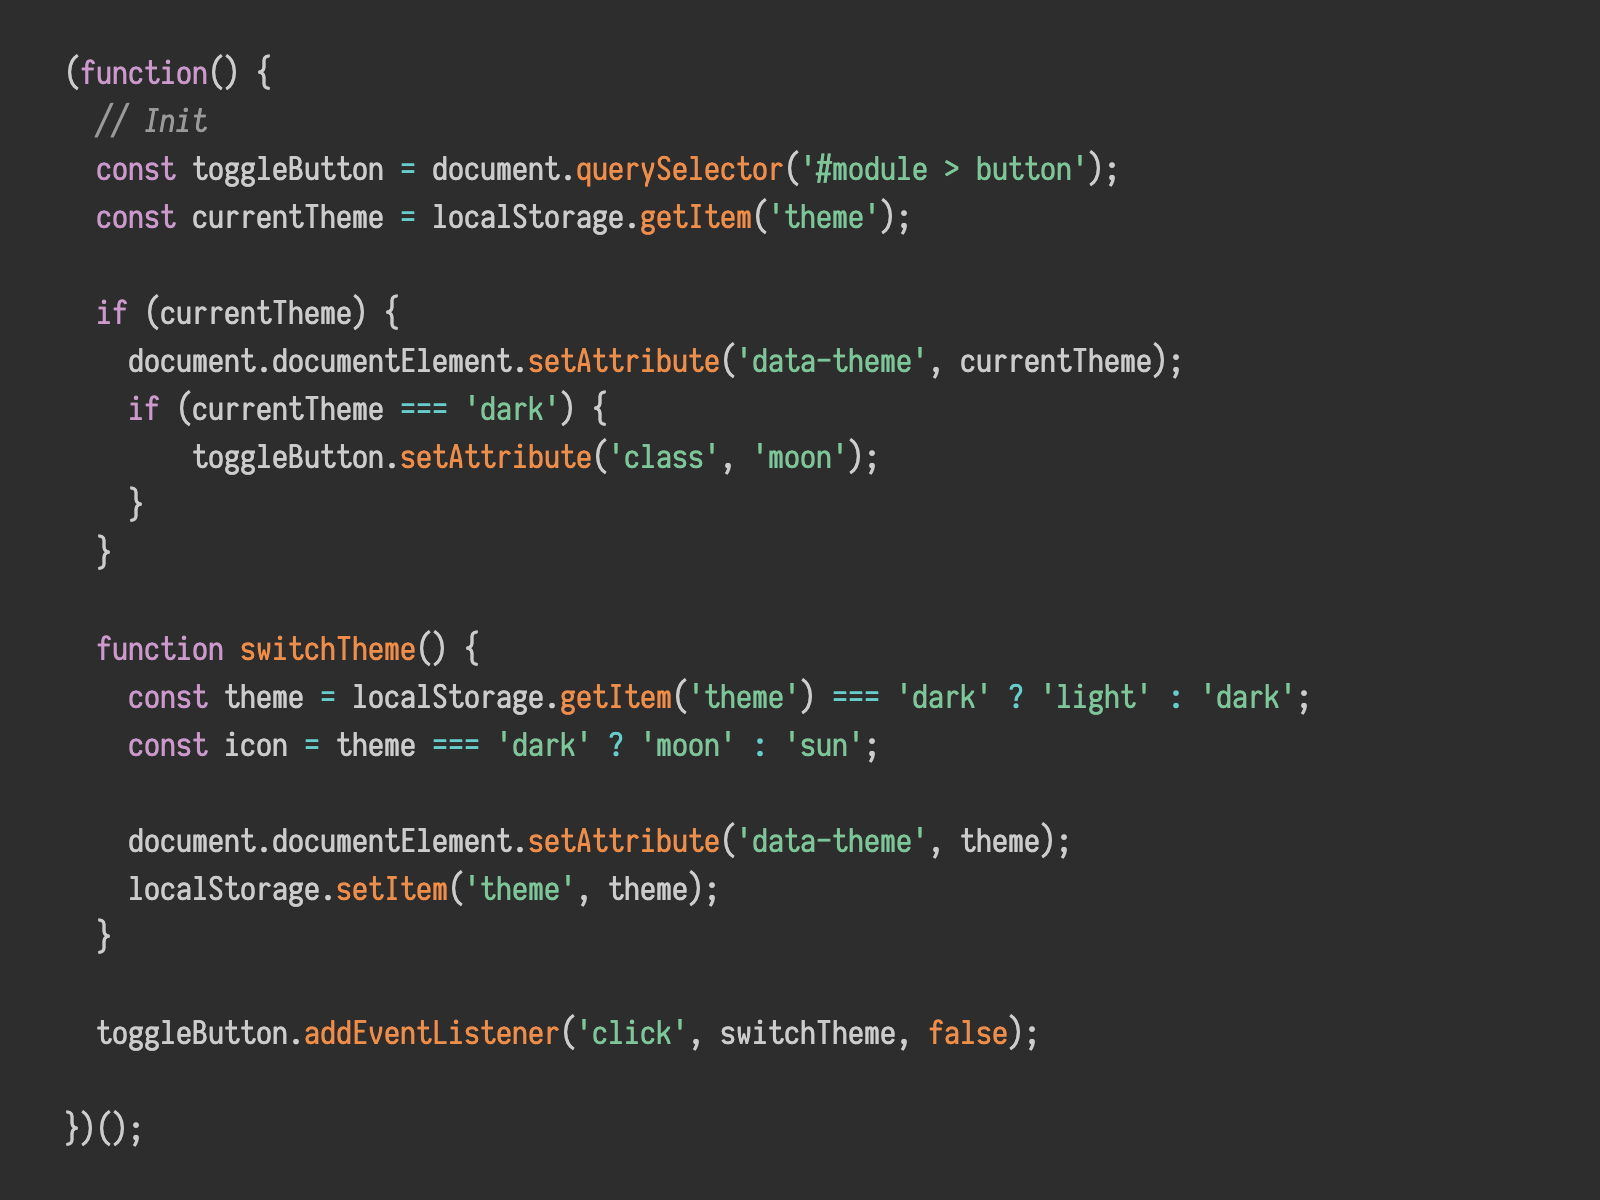 (function() {
  // Init
  const toggleButton = document.querySelector('#module > button');
  const currentTheme = localStorage.getItem('theme');

  if (currentTheme) {
    document.documentElement.setAttribute('data-theme', currentTheme);
    if (currentTheme === 'dark') {
        toggleButton.setAttribute('class', 'moon');
    }
  }

  function switchTheme() {
    const theme = localStorage.getItem('theme') === 'dark' ? 'light' : 'dark';
    const icon = theme === 'dark' ? 'moon' : 'sun';

    document.documentElement.setAttribute('data-theme', theme);
    localStorage.setItem('theme', theme);
  }

  toggleButton.addEventListener('click', switchTheme, false);

})();